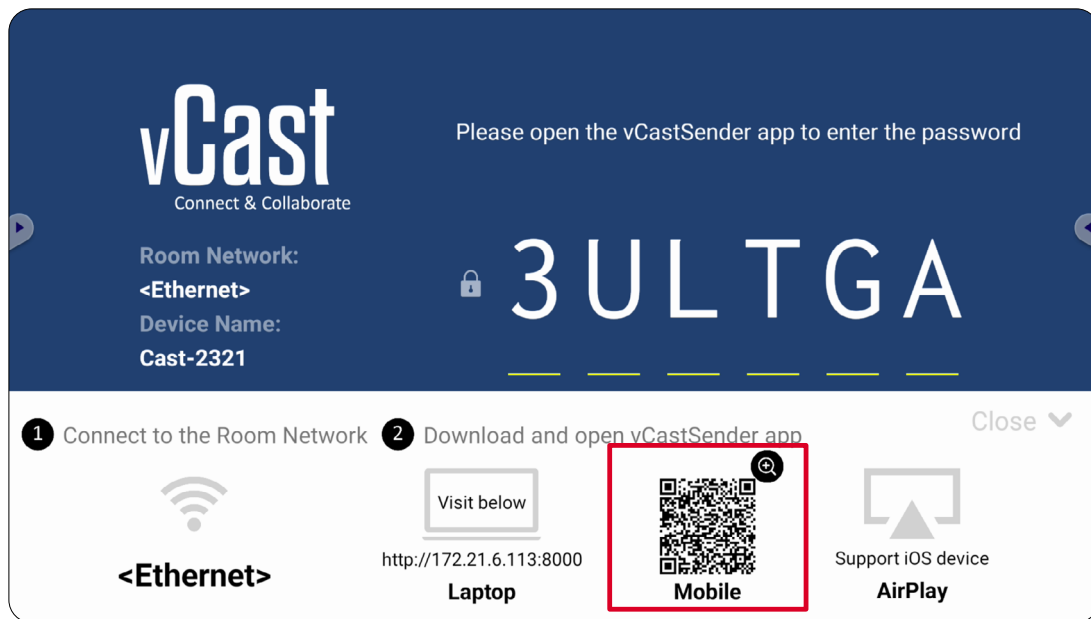 vCast
Connect & Collaborate
Please open the vCastSender app to enter the password
Room Network:
<Ethernet>
Device Name:
Cast-2321
3ULTGA
Close
1 Connect to the Room Network
2 Download and open vCastSender app
<Ethernet>
Visit below
http://172.21.6.113:8000
Laptop
Mobile
Support iOS device
AirPlay